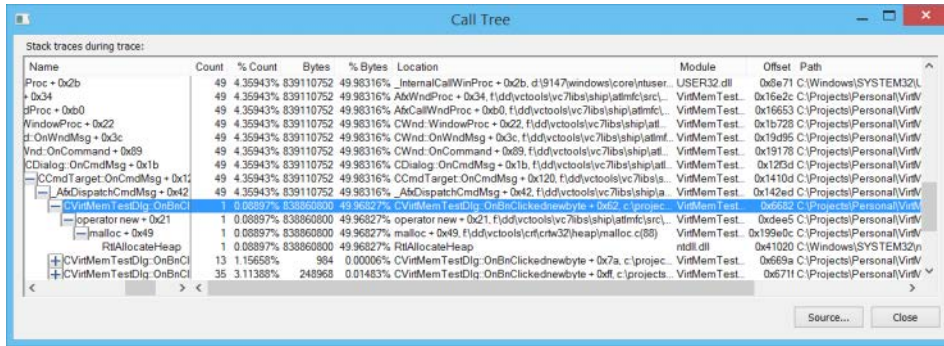 Call Tree
Stack traces during trace:
Name Count % Count Bytes % Bytes Location Module Offset Path
Proc + 0x2b 49 4.35943% 839110752 49.98316% _InternalCallWinProc + 0x2b, d:\9147\windows\core\ntuser... USER32.dll 0x8e71 C:\Windows\SYSTEM32\U
+ 0x34 49 4.35943% 839110752 49.98316% AfxWndProc + 0x34, f:\dd\vctools\vc7libs\ship\atlmfc\src\... VirtMemTest... 0x16e2c C:\Projects\Personal\VirtM
dProc + 0xb0 49 4.35943% 839110752 49.98316% AfxCallWndProc + 0xb0, f:\dd\vctools\vc7libs\ship\atlmfc\... VirtMemTest... 0x16653 C:\Projects\Personal\VirtM
WindowProc + 0x22 49 4.35943% 839110752 49.98316% CWnd::WindowProc + 0x22, f:\dd\vctools\vc7libs\ship\atl... VirtMemTest... 0x1b728 C:\Projects\Personal\VirtM
d::OnWndMsg + 0x3c 49 4.35943% 839110752 49.98316% CWnd::OnWndMsg + 0x3c, f:\dd\vctools\vc7libs\ship\atlmf... VirtMemTest... 0x19d95 C:\Projects\Personal\VirtM
Vnd::OnCommand + 0x89 49 4.35943% 839110752 49.98316% CWnd::OnCommand + 0x89, f:\dd\vctools\vc7libs\ship\atl... VirtMemTest... 0x19178 C:\Projects\Personal\VirtM
CDialog::OnCmdMsg + 0x1b 49 4.35943% 839110752 49.98316% CDialog::OnCmdMsg + 0x1b, f:\dd\vctools\vc7libs\ship\atl... VirtMemTest... 0x12f3d C:\Projects\Personal\VirtM
CCmdTarget::OnCmdMsg + 0x12 49 4.35943% 839110752 49.98316% CCmdTarget::OnCmdMsg + 0x120, f:\dd\vctools\vc7libs\s... VirtMemTest... 0x1410d C:\Projects\Personal\VirtM
_AfxDispatchCmdMsg + 0x42 49 4.35943% 839110752 49.98316% _AfxDispatchCmdMsg + 0x42, f:\dd\vctools\vc7libs\ship\a... VirtMemTest... 0x142ed C:\Projects\Personal\VirtM
CVirtMemTestDlg::OnBnCl 1 0.08897% 838860800 49.96827% CVirtMemTestDlg::OnBnClickednewbyte + 0x62, c:\projec... VirtMemTest... 0x6682 C:\Projects\Personal\VirtM
operator new + 0x21 1 0.08897% 838860800 49.96827% operator new + 0x21, f:\dd\vctools\vc7libs\ship\atlmfc\src\... VirtMemTest... 0xdee5 C:\Projects\Personal\VirtM
malloc + 0x49 1 0.08897% 838860800 49.96827% malloc + 0x49, f:\dd\vctools\crt\crtw32\heap\malloc.c(88) VirtMemTest... 0x199e0c C:\Projects\Personal\VirtM
RtlAllocateHeap 1 0.08897% 838860800 49.96827% RtlAllocateHeap ntdll.dll 0x41020 C:\Windows\SYSTEM32\n
CVirtMemTestDlg::OnBnCl 13 1.15658% 984 0.00006% CVirtMemTestDlg::OnBnClickednewbyte + 0x7a, c:\projec... VirtMemTest... 0x669a C:\Projects\Personal\VirtM
CVirtMemTestDlg::OnBnCl 35 3.11388% 248968 0.01483% CVirtMemTestDlg::OnBnClickednewbyte + 0xff, c:\projects... VirtMemTest... 0x671f C:\Projects\Personal\VirtM
Source... Close